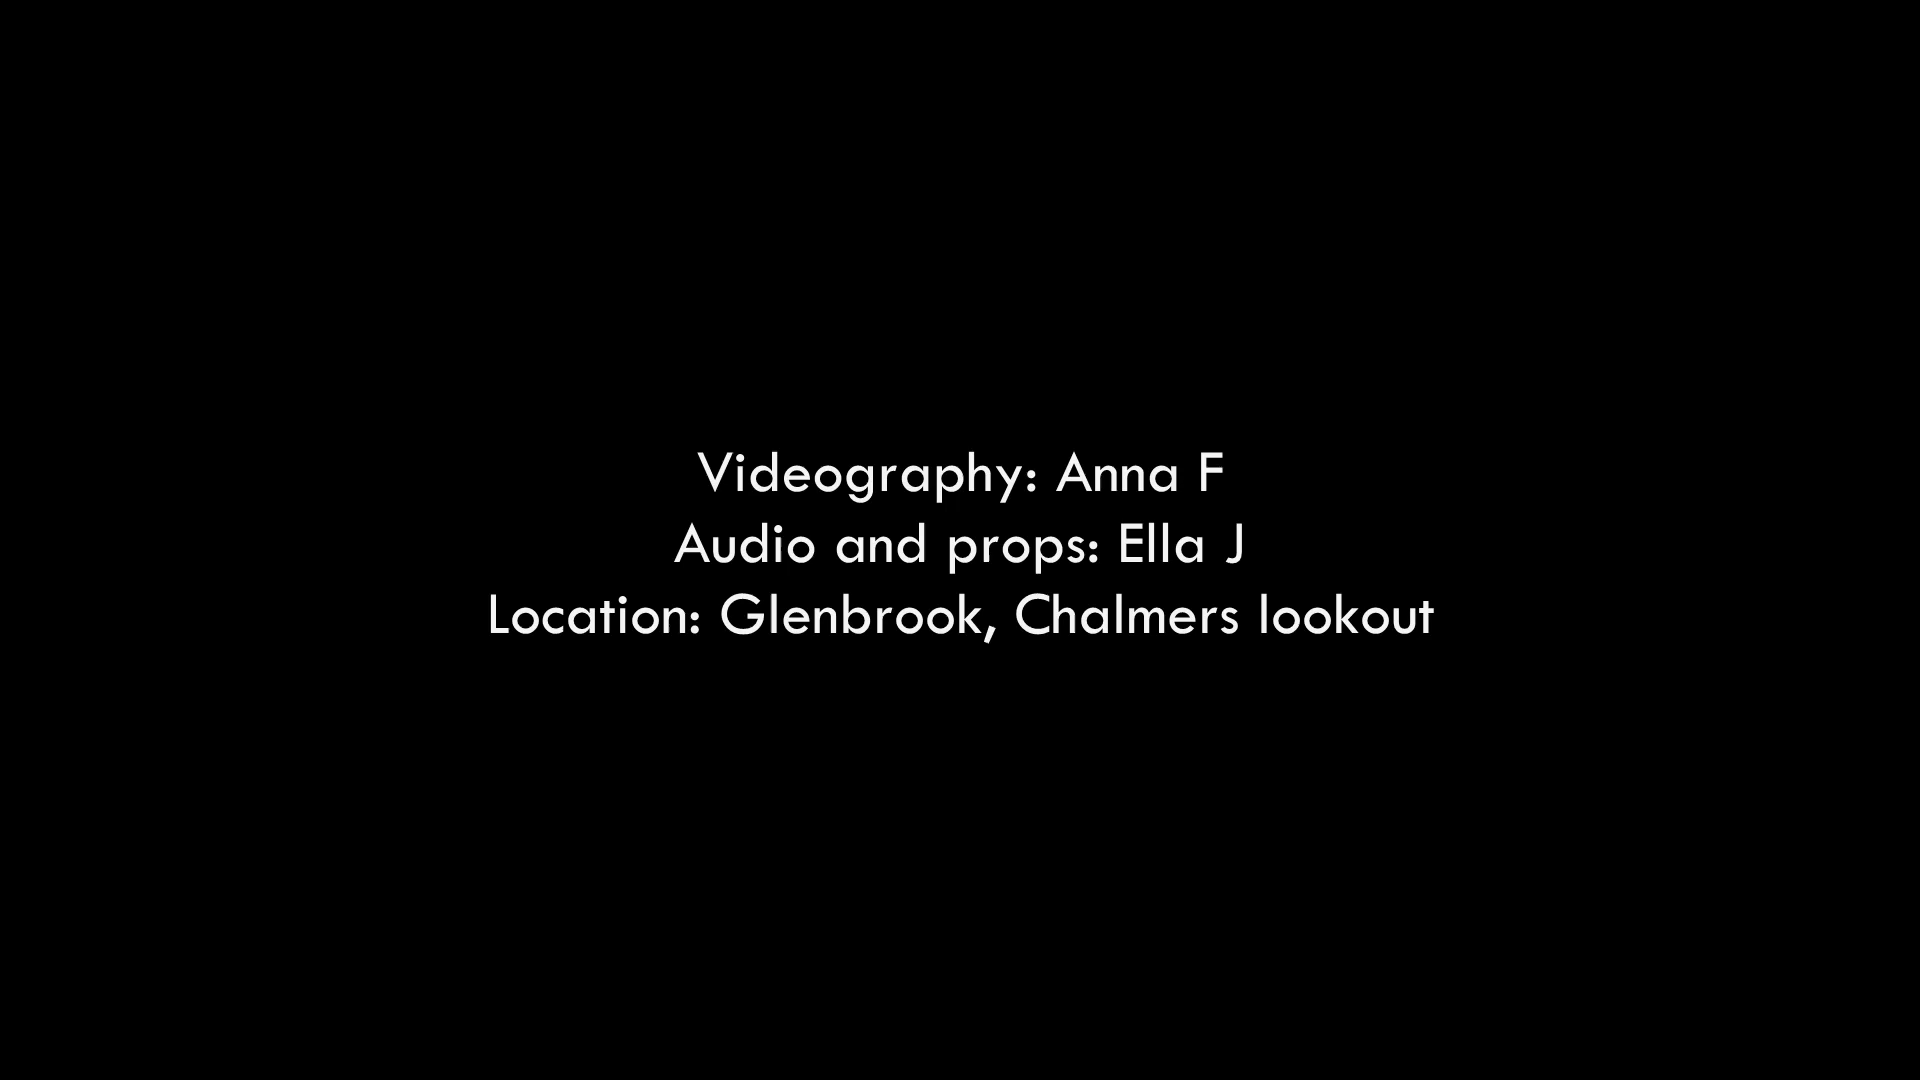 Videography: Anna F
Audio and props: Ella J
Location: Glenbrook, Chalmers lookout